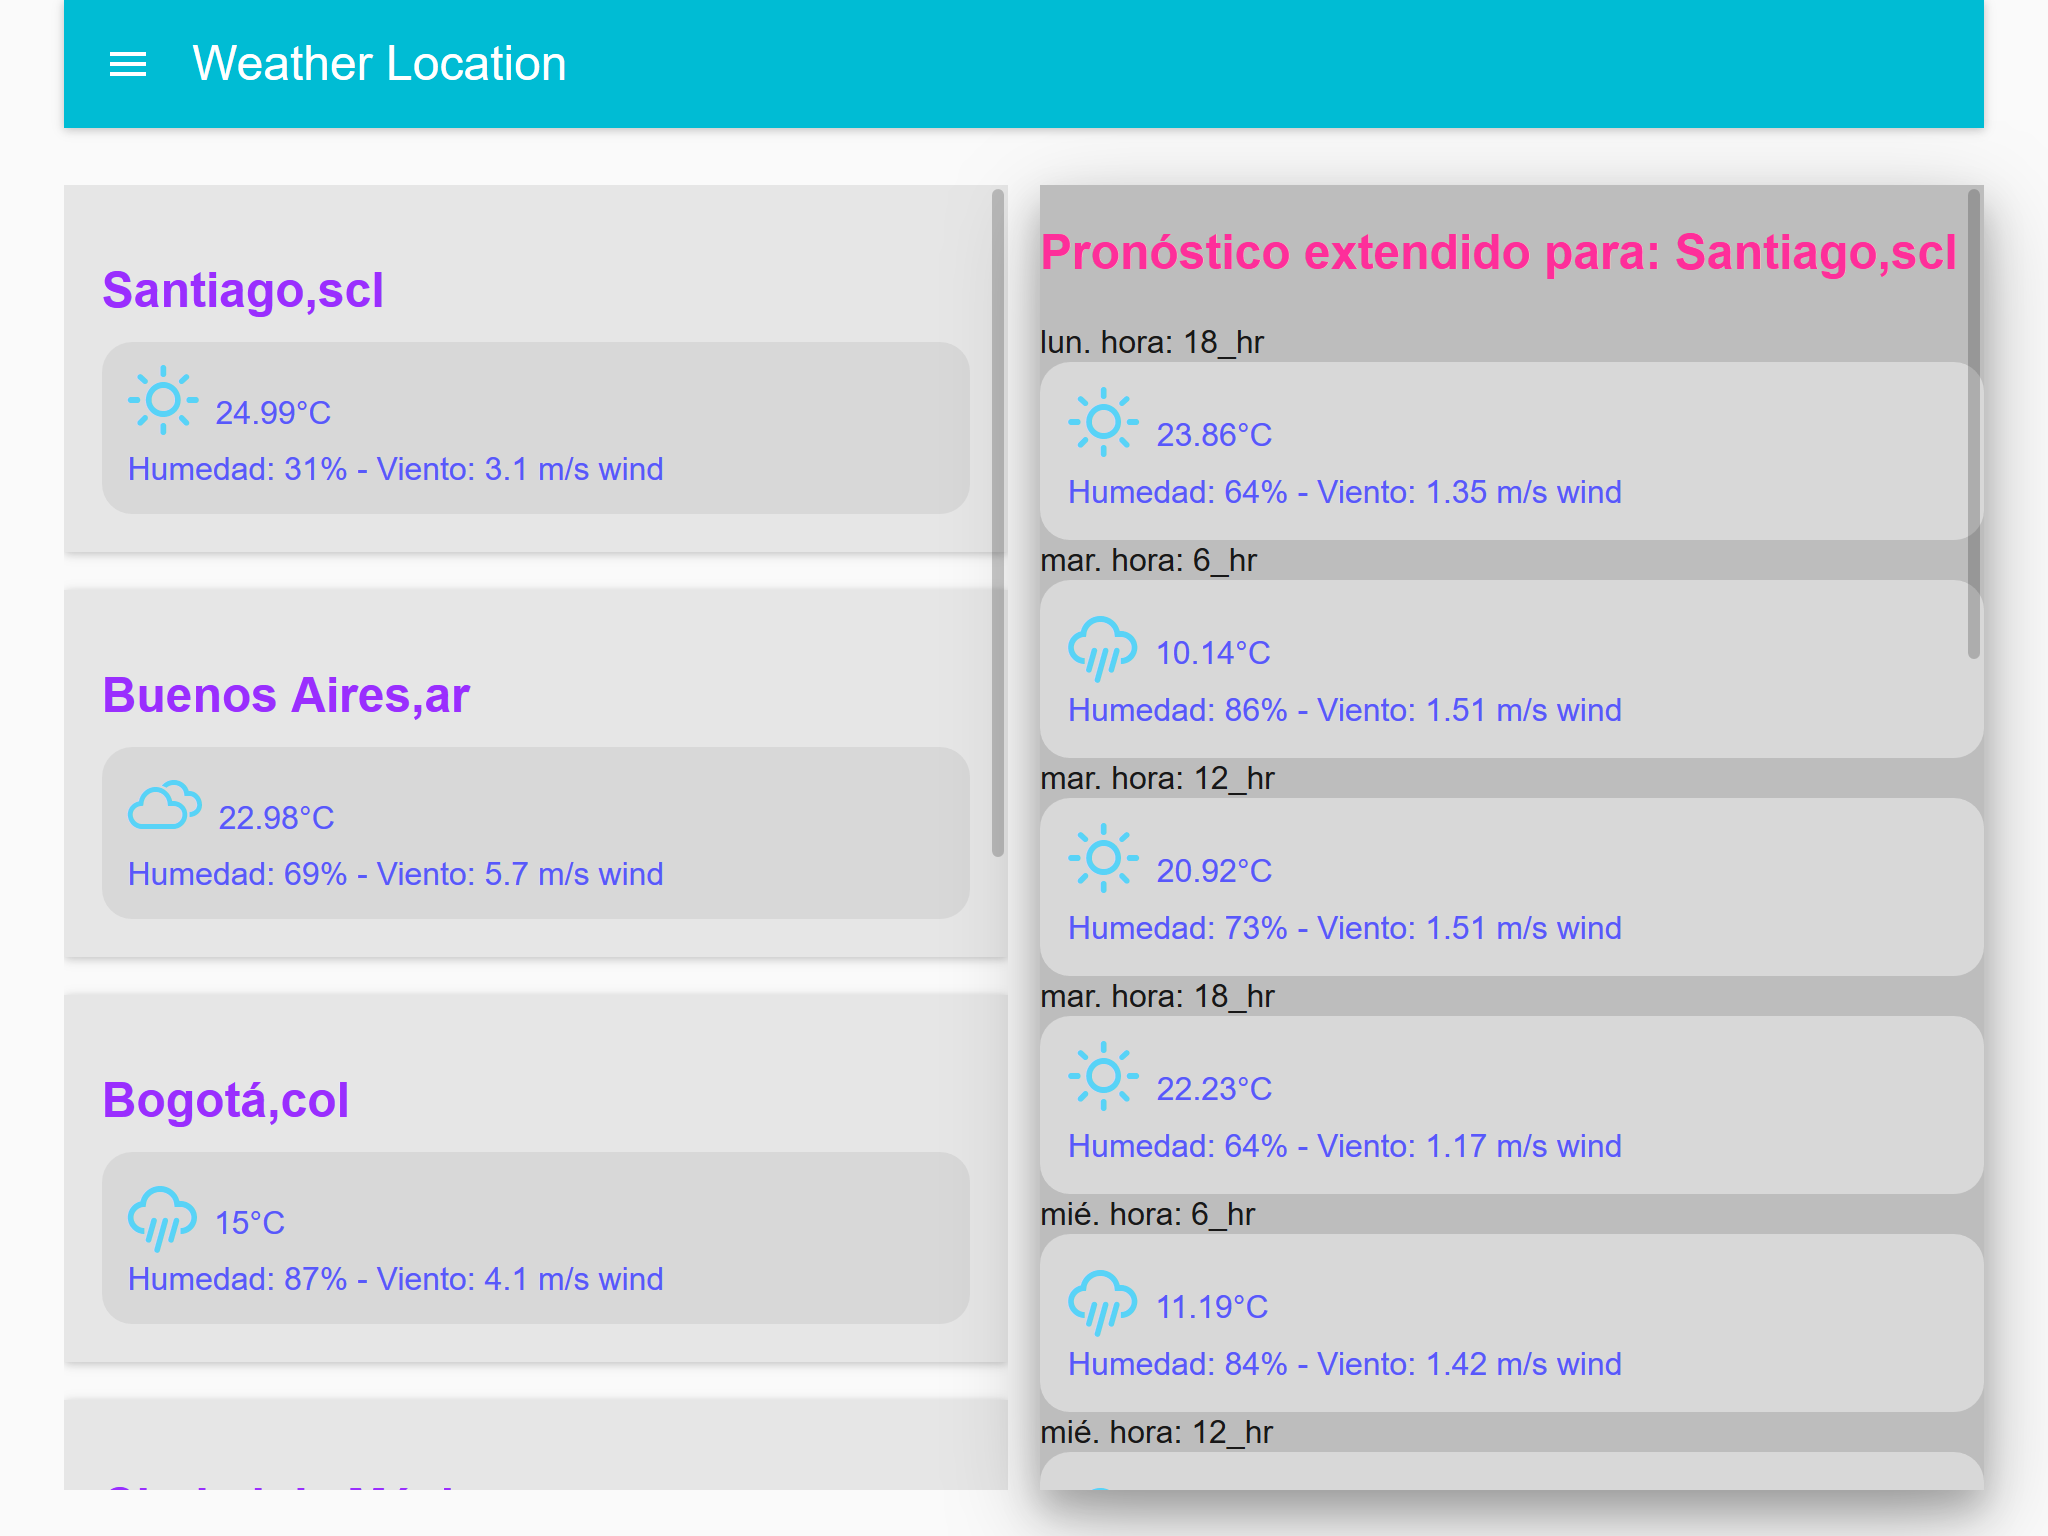 Weather Location
Santiago,scl
24.99°C
Humedad: 31% - Viento: 3.1 m/s wind
Buenos Aires,ar
22.98°C
Humedad: 69% - Viento: 5.7 m/s wind
Bogotá,col
15°C
Humedad: 87% - Viento: 4.1 m/s wind
Pronóstico extendido para: Santiago,scl
lun. hora: 18_hr
23.86°C
Humedad: 64% - Viento: 1.35 m/s wind
mar. hora: 6_hr
10.14°C
Humedad: 86% - Viento: 1.51 m/s wind
mar. hora: 12_hr
20.92°C
Humedad: 73% - Viento: 1.51 m/s wind
mar. hora: 18_hr
22.23°C
Humedad: 64% - Viento: 1.17 m/s wind
mié. hora: 6_hr
11.19°C
Humedad: 84% - Viento: 1.42 m/s wind
mié. hora: 12_hr